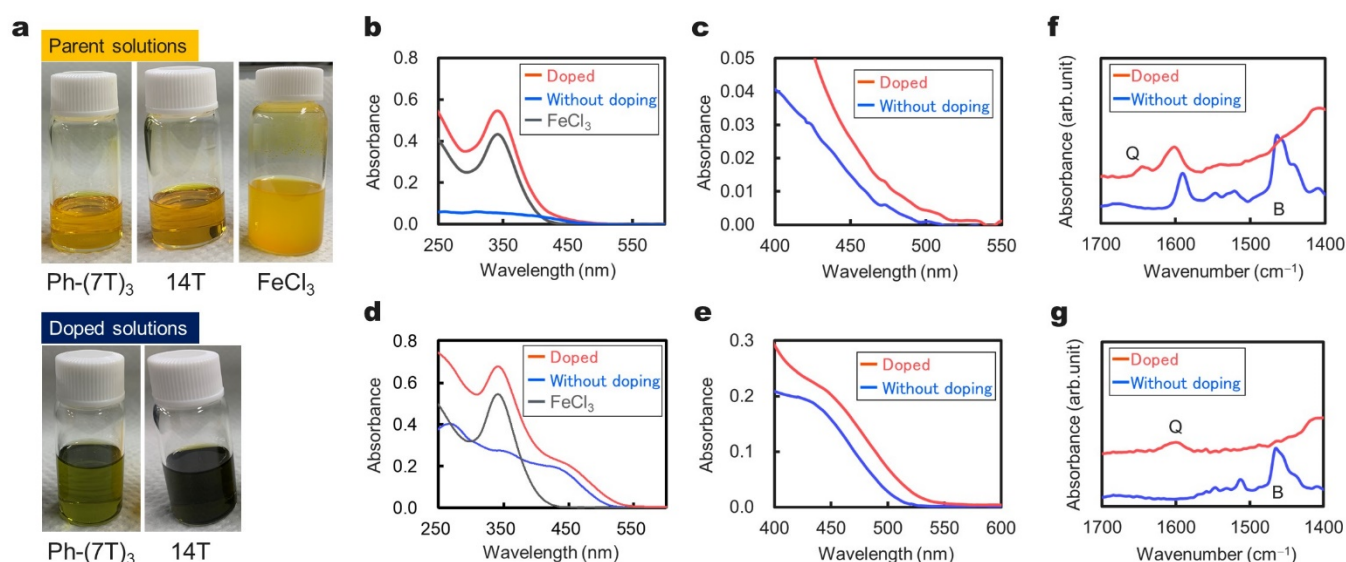 a
Parent solutions
Ph-(7T)₃
14T
FeCl₃
Doped solutions
Ph-(7T)₃
14T
b
0.8
0.6
0.4
0.2
0.0
Absorbance
Doped
Without doping
FeCl₃
250 350 450 550
Wavelength (nm)
c
0.05
0.04
0.03
0.02
0.01
0.00
Absorbance
Doped
Without doping
400 450 500 550
Wavelength (nm)
d
0.8
0.6
0.4
0.2
0.0
Absorbance
Doped
Without doping
FeCl₃
250 350 450 550
Wavelength (nm)
e
0.3
0.2
0.1
0.0
Absorbance
Doped
Without doping
400 450 500 550 600
Wavelength (nm)
f
Absorbance (arb.unit)
Doped
Without doping
Q
B
1700 1600 1500 1400
Wavenumber (cm⁻¹)
g
Absorbance (arb.unit)
Doped
Without doping
Q
B
1700 1600 1500 1400
Wavenumber (cm⁻¹)